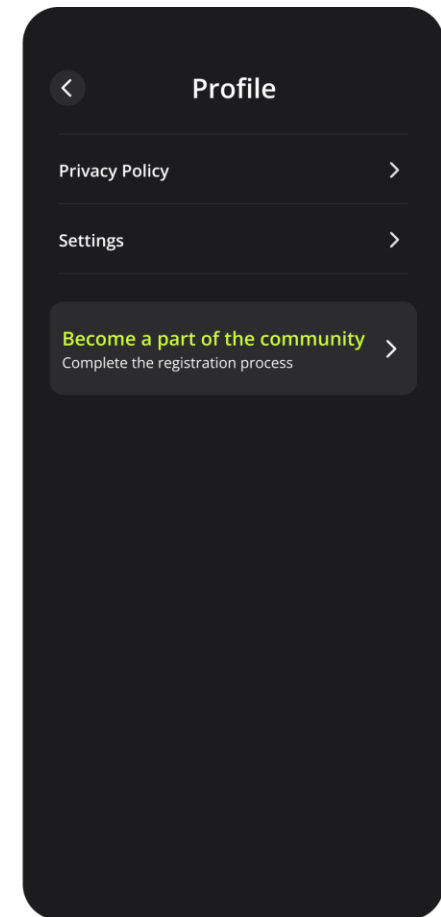 Profile
Privacy Policy
Settings
Become a part of the community
Complete the registration process